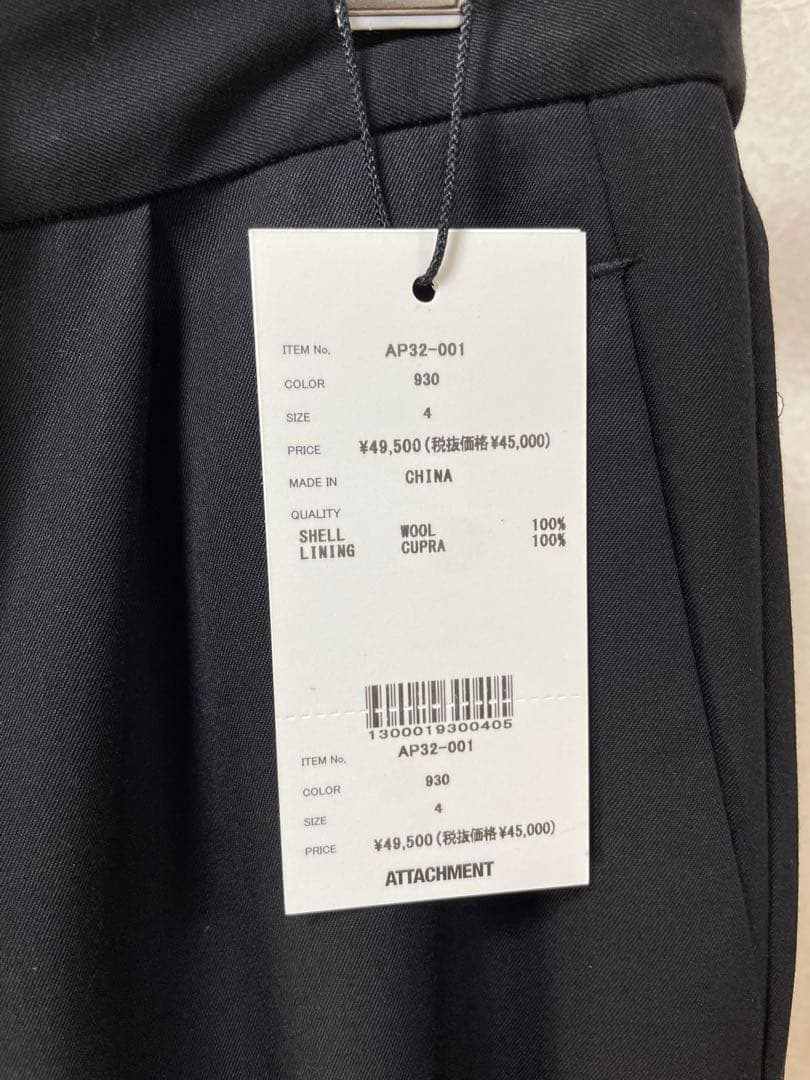 ITEM No. AP32-001
COLOR 930
SIZE 4
PRICE ¥49,500(税抜価格¥45,000)
MADE IN CHINA
QUALITY
SHELL WOOL 100%
LINING CUPRA 100%
1300019300405
ITEM No. AP32-001
COLOR 930
SIZE 4
PRICE ¥49,500(税抜価格¥45,000)
ATTACHMENT